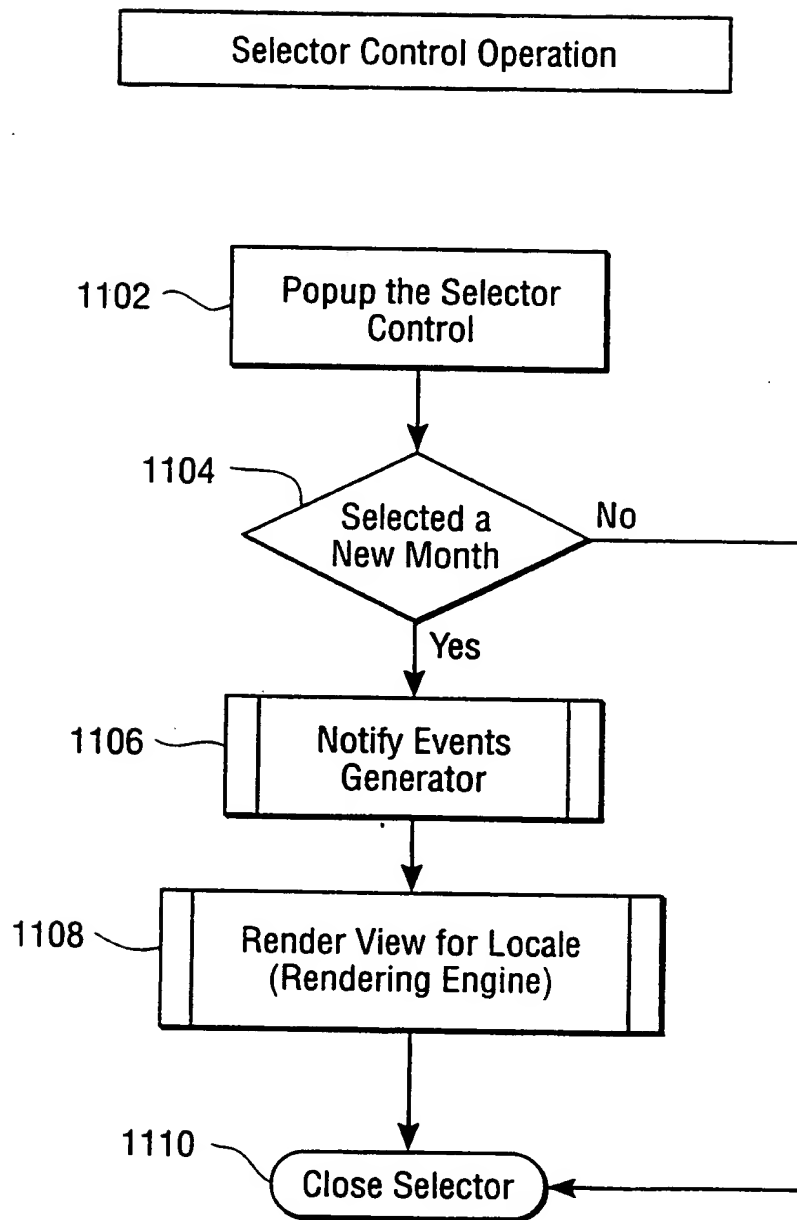 Selector Control Operation
1102
Popup the Selector
Control
1104
Selected a
New Month
No
Yes
1106
Notify Events
Generator
1108
Render View for Locale
(Rendering Engine)
1110
Close Selector